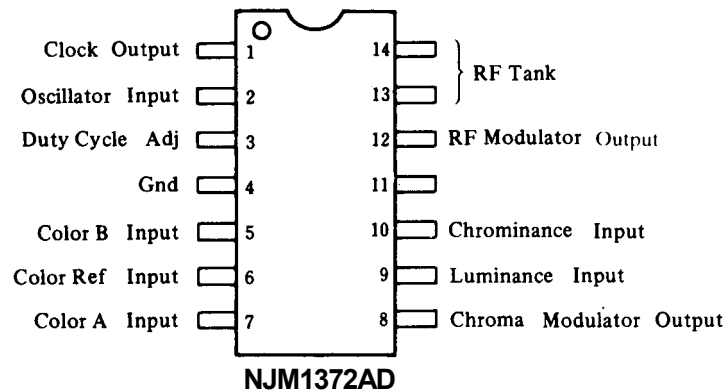 Clock Output 1
Oscillator Input 2
Duty Cycle Adj 3
Gnd 4
Color B Input 5
Color Ref Input 6
Color A Input 7
14
13
RF Tank
12 RF Modulator Output
11
10 Chrominance Input
9 Luminance Input
8 Chroma Modulator Output
NJM1372AD